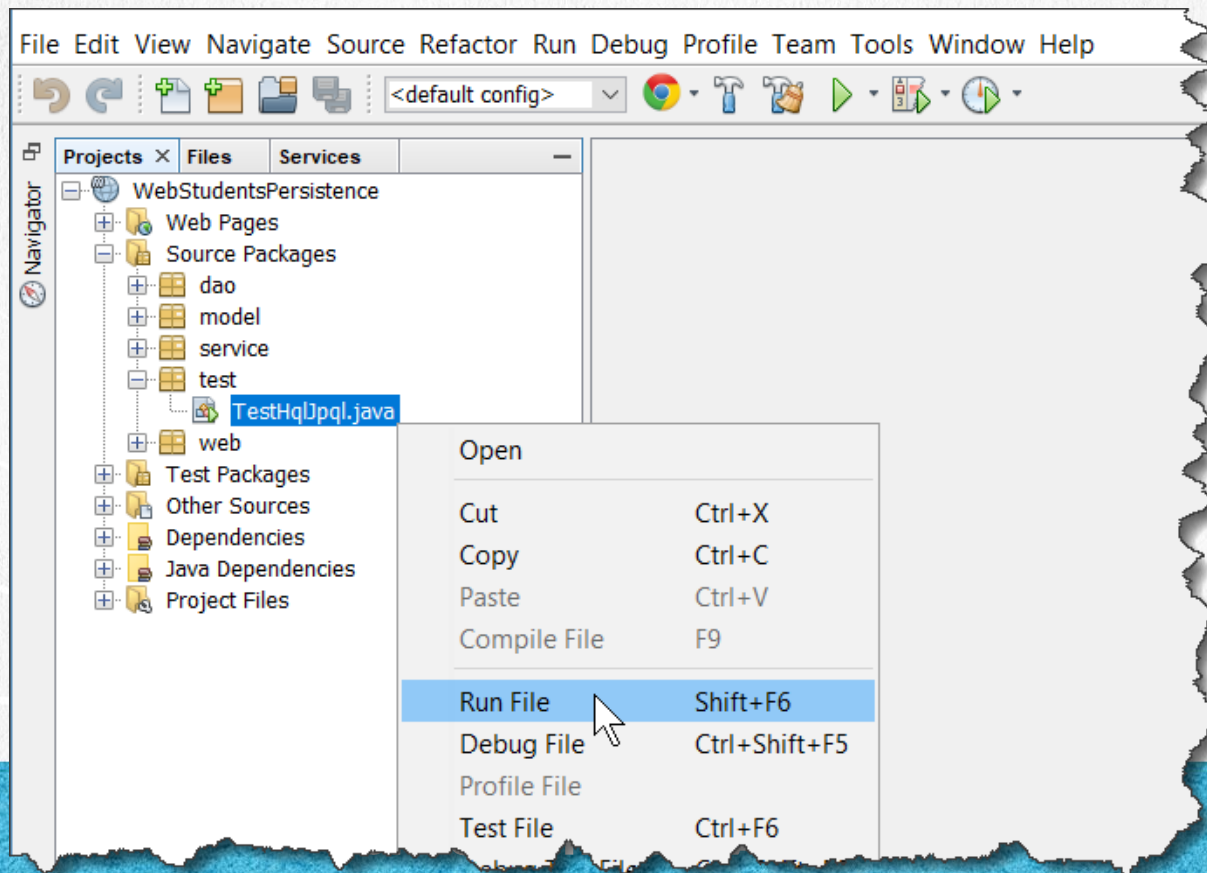 File Edit View Navigate Source Refactor Run Debug Profile Team Tools Window Help
<default config>
Projects Files Services
Navigator
WebStudentsPersistence
Web Pages
Source Packages
dao
model
service
test
TestHqlJpql.java
web
Test Packages
Other Sources
Dependencies
Java Dependencies
Project Files
Open
Cut Ctrl+X
Copy Ctrl+C
Paste Ctrl+V
Compile File F9
Run File Shift+F6
Debug File Ctrl+Shift+F5
Profile File
Test File Ctrl+F6